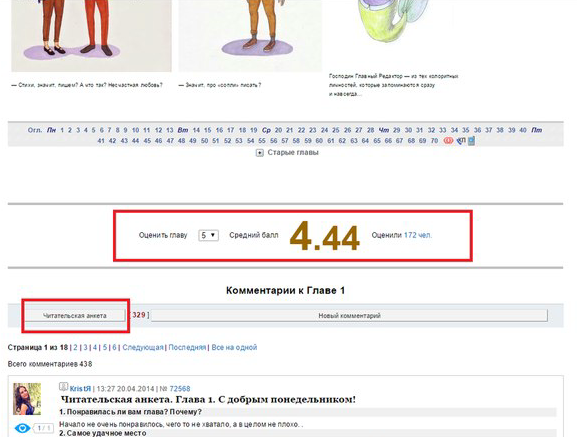 — Стихи, значит, пишем? А что так? Несчастная любовь?
— Значит, про «сопли» писать?
Господин Главный Редактор — из тех колоритных
личностей, которые запоминаются сразу
и навсегда...
Огл. Пн 1 2 3 4 5 6 7 8 9 10 11 12 13 Вт 14 15 16 17 18 19 Ср 20 21 22 23 24 25 26 27 28 Чт 29 30 31 32 33 34 35 36 37 38 39 40 Пт
41 42 43 44 45 46 47 48 49 50 51 52 53 54 55 56 57 58 59 60 61 62 63 64 65 66 67 68 69 70
Старые главы
Оценить главу 5 Средний балл 4.44 Оценили 172 чел.
Комментарии к Главе 1
Читательская анкета [329] Новый комментарий
Страница 1 из 18 | 2 | 3 | 4 | 5 | 6 | Следующая | Последняя | Все на одной
Всего комментариев 438
KristЯ | 13:27 20.04.2014 | № 72568
Читательская анкета. Глава 1. С добрым понедельником!
1. Понравилась ли вам глава? Почему?
1 / 1 Начало не очень понравилось, чего то не хватало, а в целом не плохо..
2. Самое удачное место